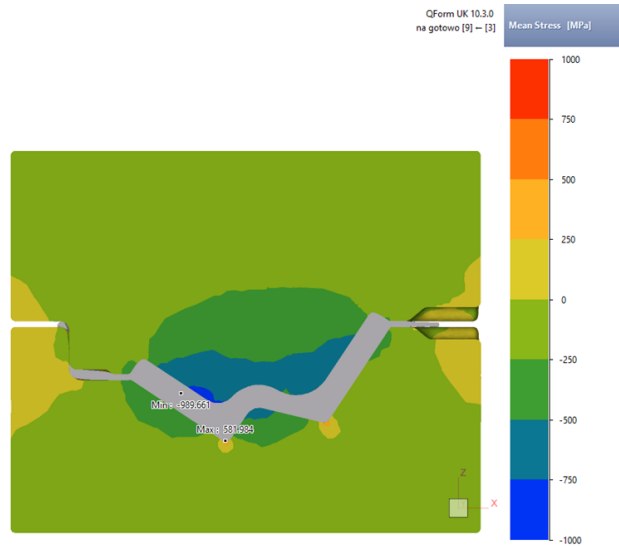 QForm UK 10.3.0
na gotowo [9] ← [3]
Mean Stress [MPa]
1000
750
500
250
0
-250
-500
-750
-1000
Min : -989.661
Max : 581.984
Z
X